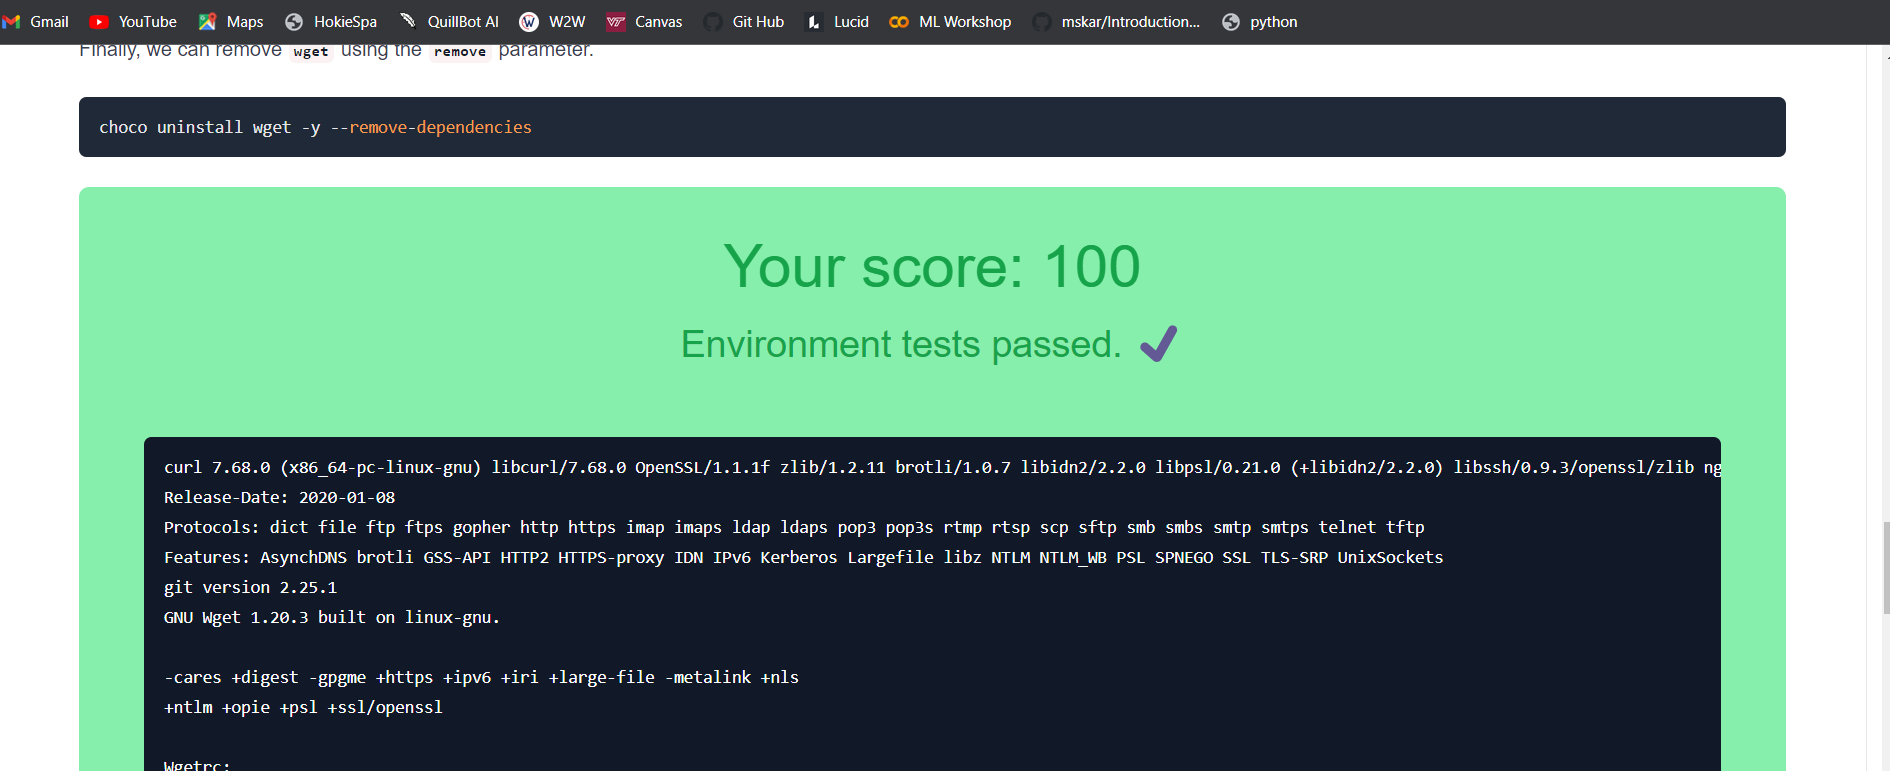 Gmail YouTube Maps HokieSpa QuillBot AI W2W Canvas Git Hub Lucid ML Workshop mskar/Introduction... python
Finally, we can remove wget using the remove parameter.
choco uninstall wget -y --remove-dependencies
Your score: 100
Environment tests passed.
curl 7.68.0 (x86_64-pc-linux-gnu) libcurl/7.68.0 OpenSSL/1.1.1f zlib/1.2.11 brotli/1.0.7 libidn2/2.2.0 libpsl/0.21.0 (+libidn2/2.2.0) libssh/0.9.3/openssl/zlib ng
Release-Date: 2020-01-08
Protocols: dict file ftp ftps gopher http https imap imaps ldap ldaps pop3 pop3s rtmp rtsp scp sftp smb smbs smtp smtps telnet tftp
Features: AsynchDNS brotli GSS-API HTTP2 HTTPS-proxy IDN IPv6 Kerberos Largefile libz NTLM NTLM_WB PSL SPNEGO SSL TLS-SRP UnixSockets
git version 2.25.1
GNU Wget 1.20.3 built on linux-gnu.
-cares +digest -gpgme +https +ipv6 +iri +large-file -metalink +nls
+ntlm +opie +psl +ssl/openssl
Wgetrc: